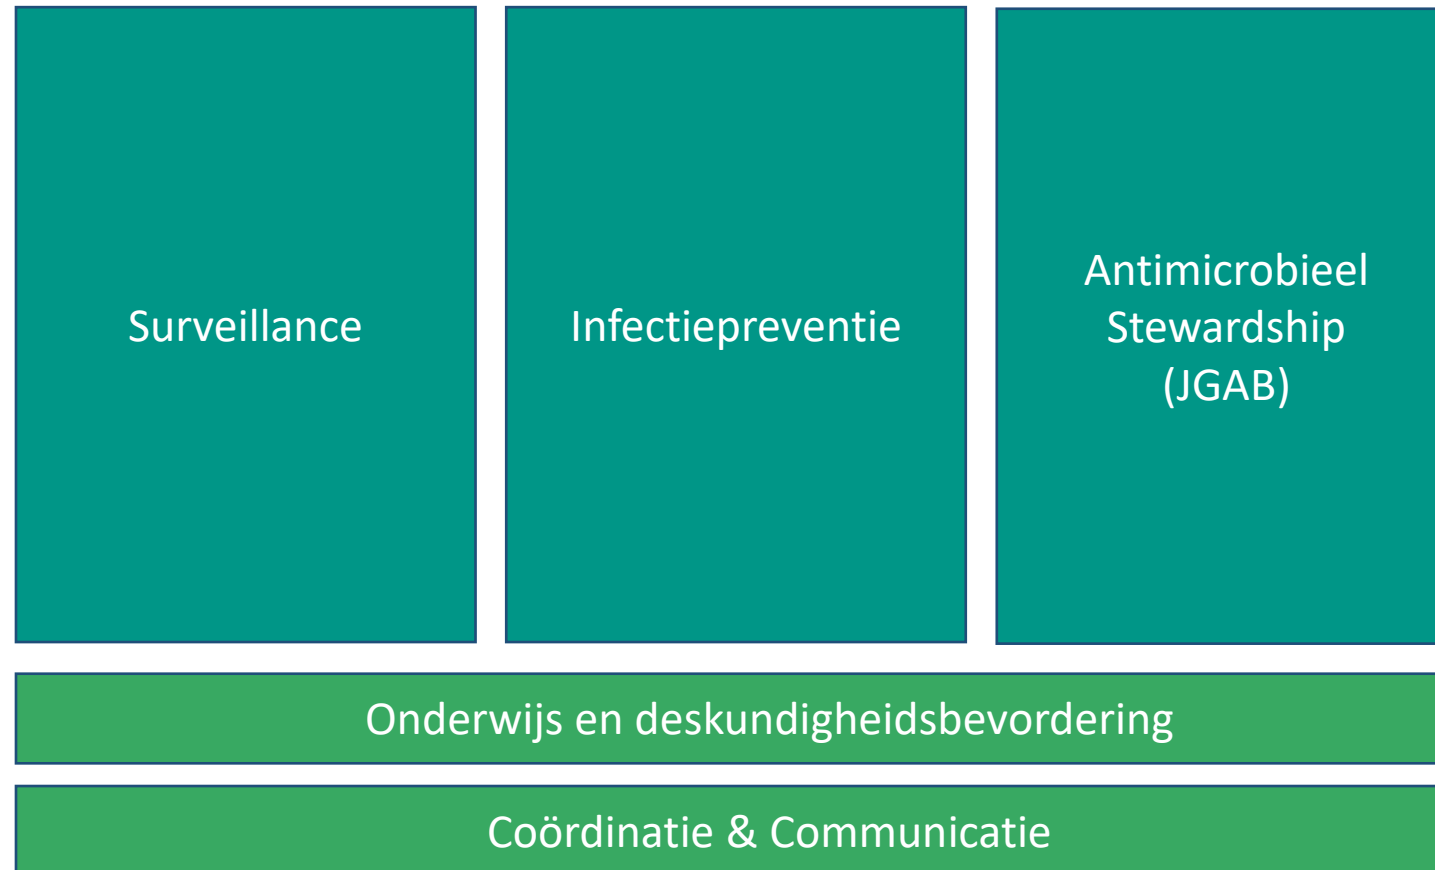 Surveillance
Infectiepreventie
Antimicrobieel
Stewardship
(JGAB)
Onderwijs en deskundigheidsbevordering
Coördinatie & Communicatie